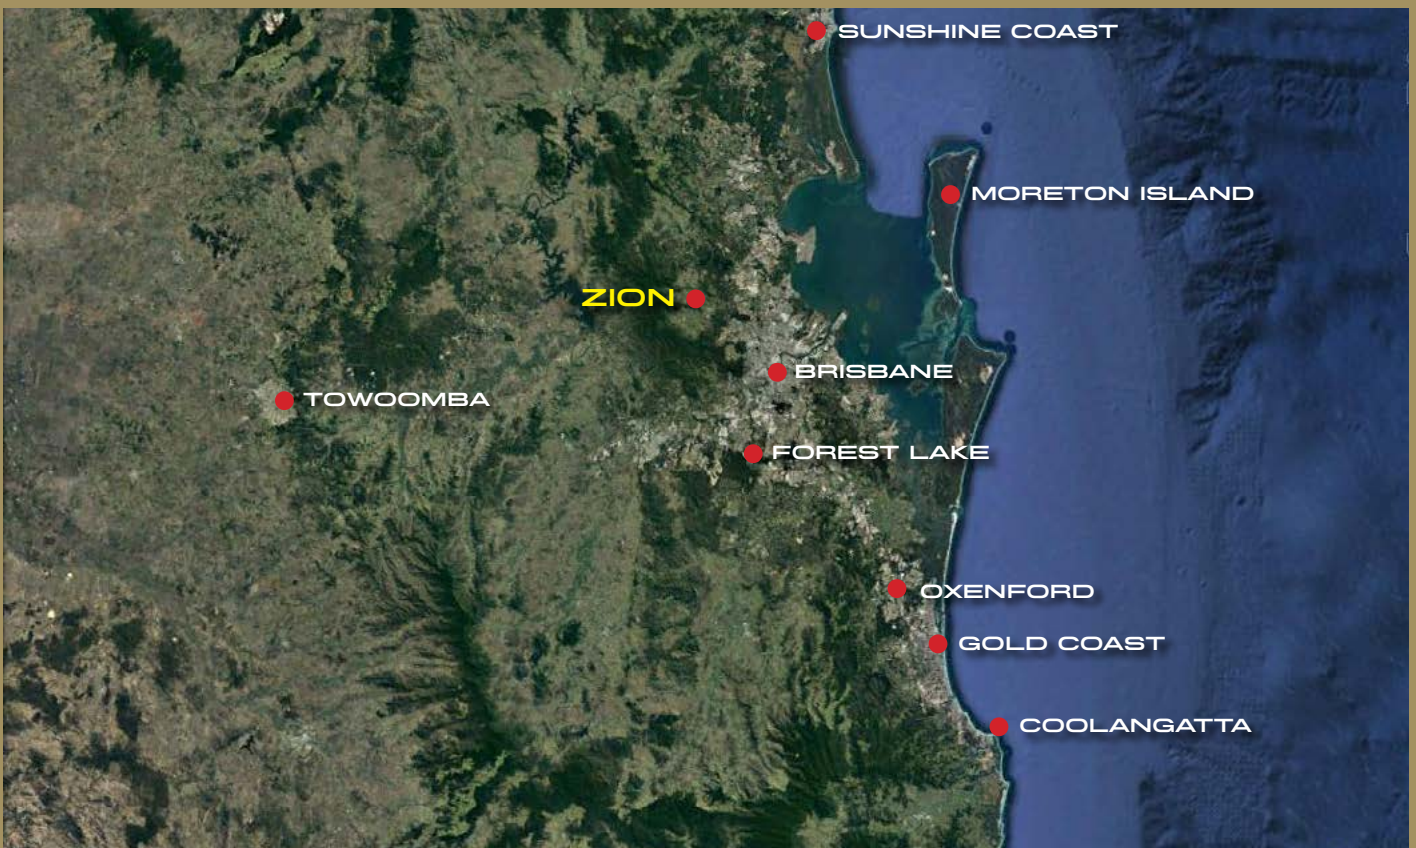 SUNSHINE COAST
MORETON ISLAND
ZION
BRISBANE
TOWOOMBA
FOREST LAKE
OXENFORD
GOLD COAST
COOLANGATTA